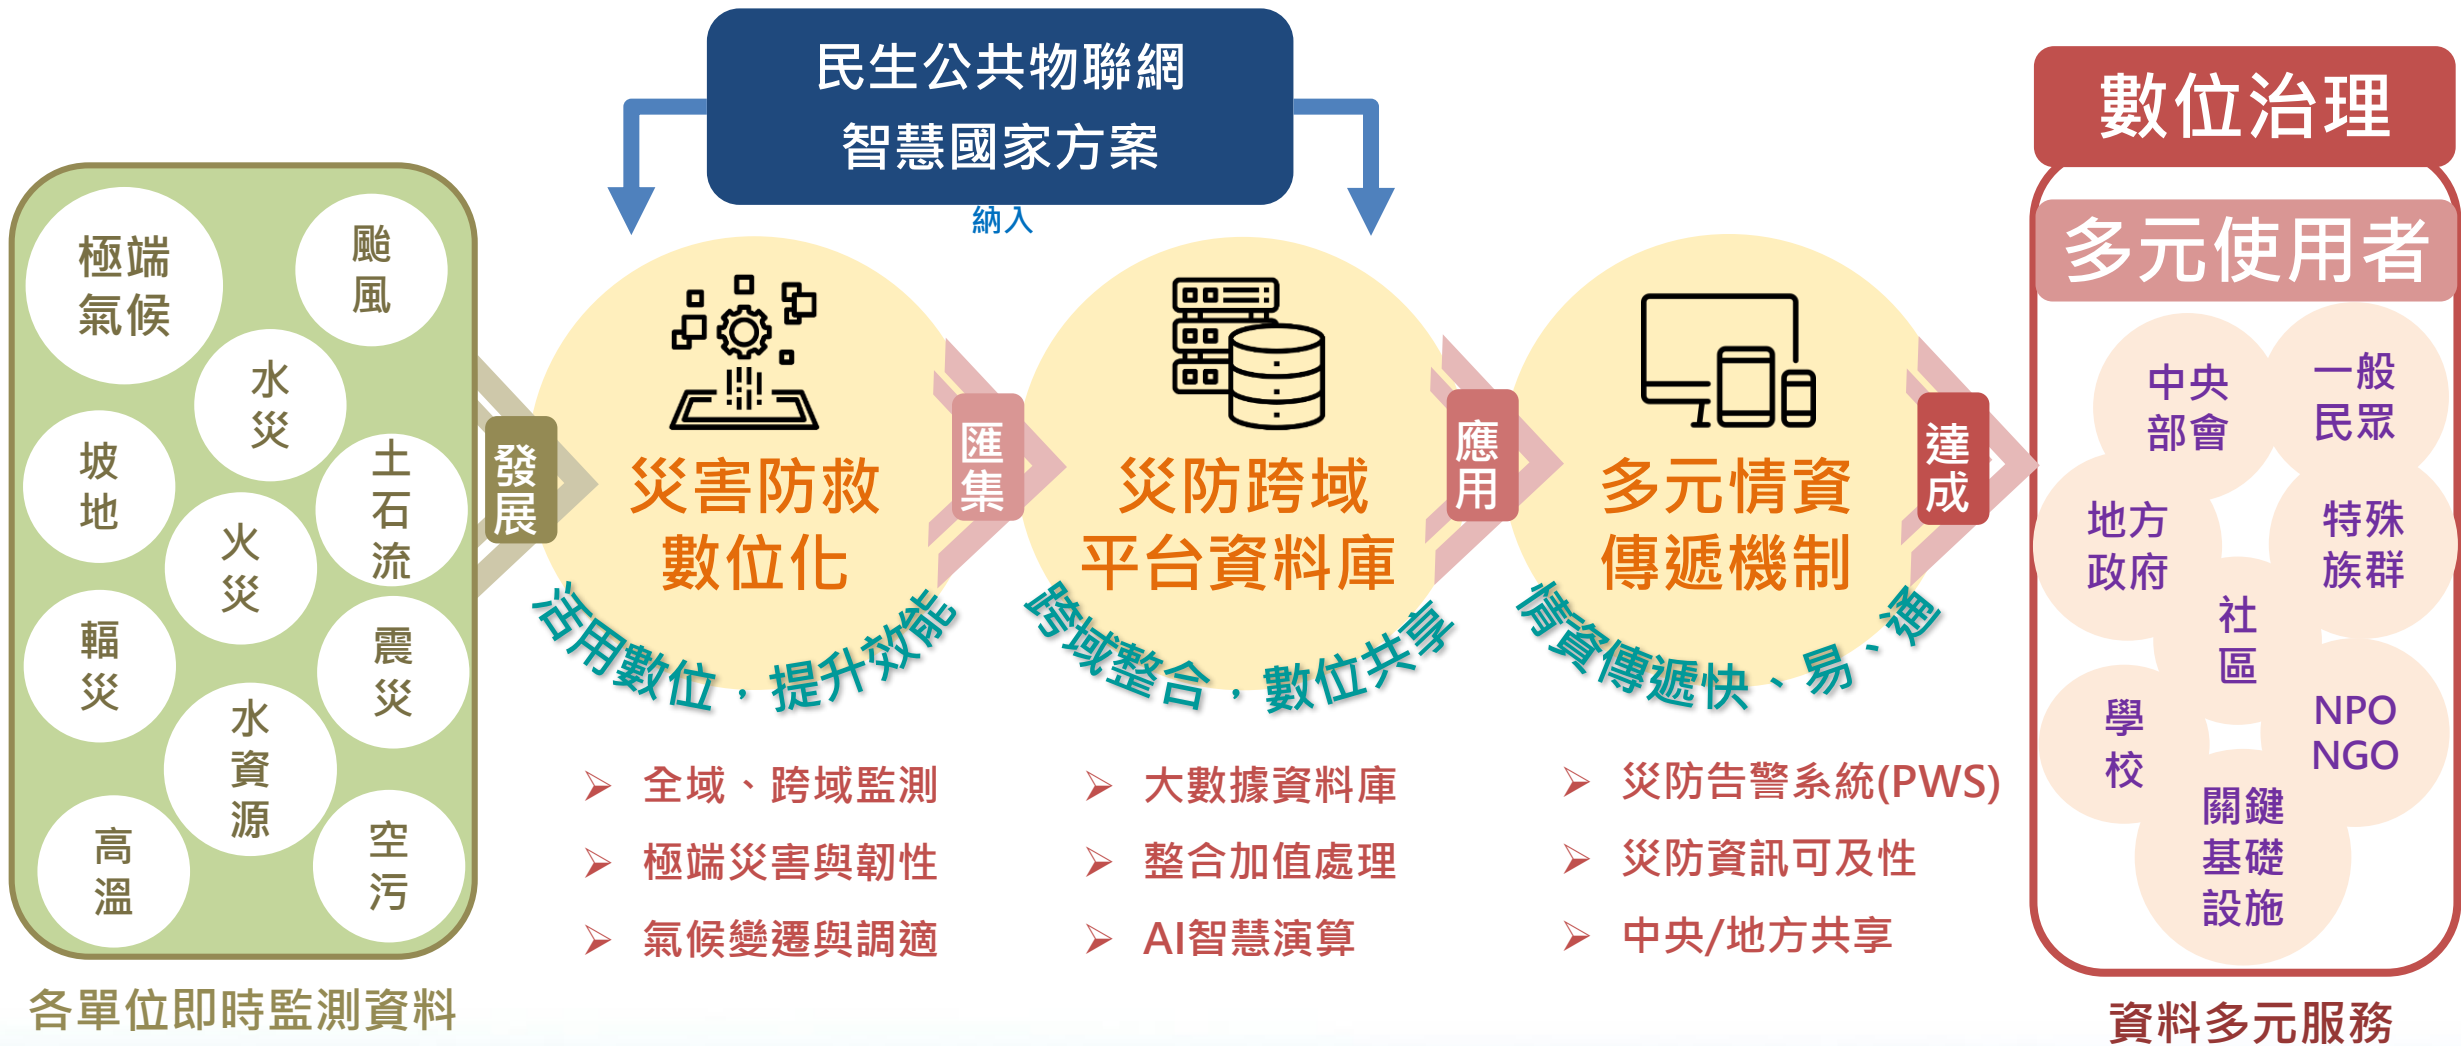 民生公共物聯網
智慧國家方案
納入
極端
氣候
颱
風
水
災
坡
地
土
石
流
火
災
輻
災
震
災
水
資
源
高
溫
空
污
各單位即時監測資料
發
展
災害防救
數位化
活用數位，提升效能
全域、跨域監測
極端災害與韌性
氣候變遷與調適
匯
集
災防跨域
平台資料庫
跨域整合，數位共享
大數據資料庫
整合加值處理
AI智慧演算
應
用
多元情資
傳遞機制
情資傳遞快、易、通
災防告警系統(PWS)
災防資訊可及性
中央/地方共享
達
成
數位治理
多元使用者
中央
部會
一般
民眾
地方
政府
特殊
族群
社
區
學
校
NPO
NGO
關鍵
基礎
設施
資料多元服務